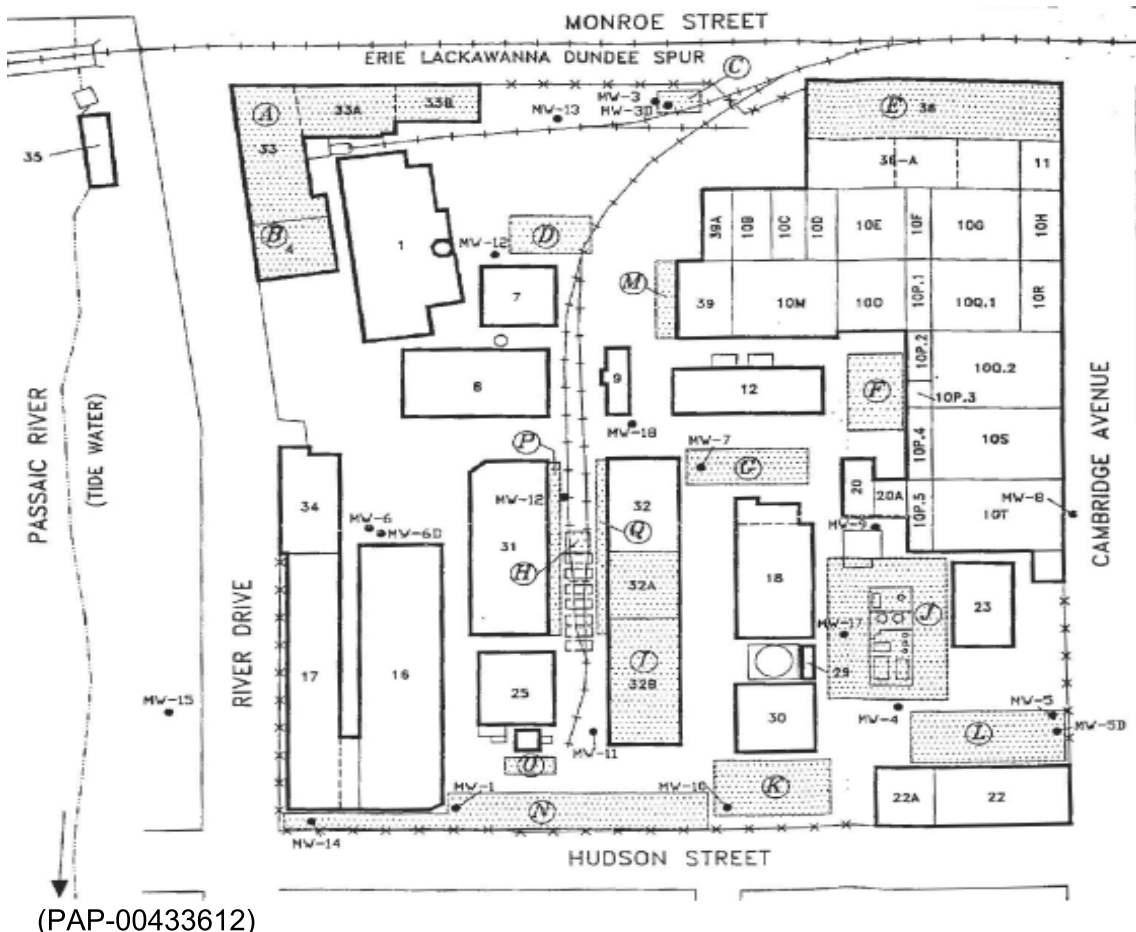 MONROE STREET
ERIE LACKAWANNA DUNDEE SPUR
C
A
33A
33B
MW-3
MW-3D
MW-13
E
36
35
33
36-A
11
B
4
1
MW-12
D
39A
10B
10C
10D
10E
10F
10G
10H
M
7
39
10M
10O
10P.1
10Q.1
10R
8
9
12
F
10P.2
10Q.2
10P.3
PASSAIC RIVER
(TIDE WATER)
CAMBRIDGE AVENUE
MW-18
P
MW-7
G
10P.4
10S
34
MW-6
MW-6D
MW-12
32
Q
20
20A
10P.5
10T
MW-8
MW-9
31
H
32A
18
J
23
MW-17
RIVER DRIVE
17
16
25
I
32B
29
30
MW-15
MW-4
MW-5
MW-5D
L
MW-11
U
K
MW-1
N
MW-10
22A
22
MW-14
HUDSON STREET
(PAP-00433612)